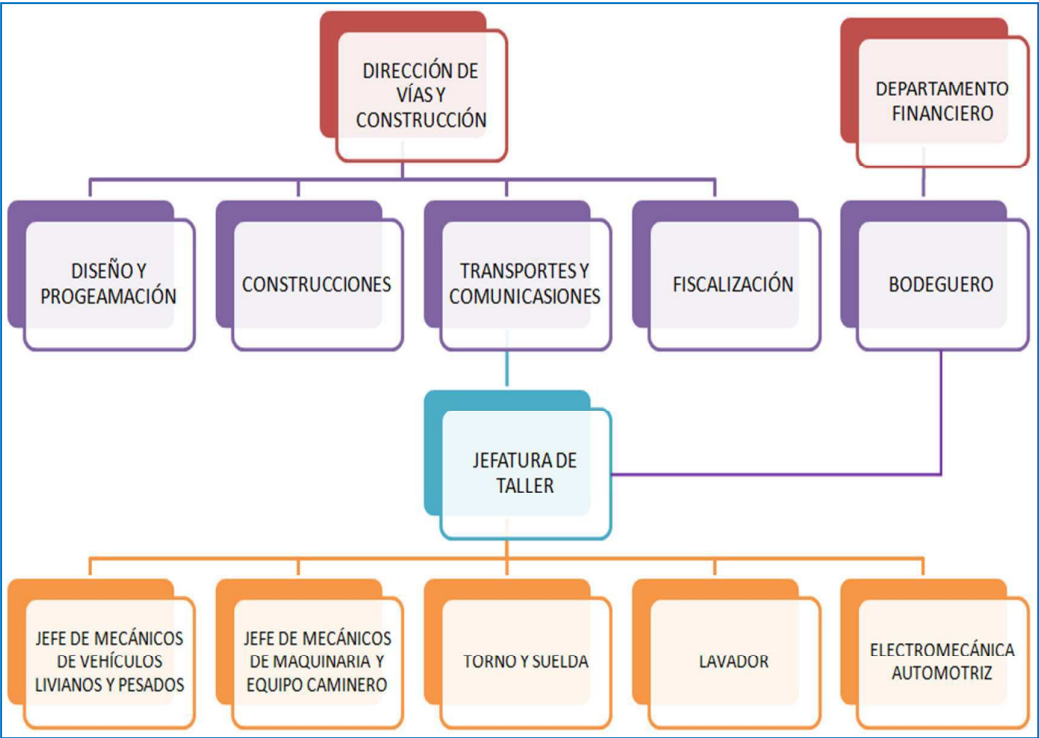 DIRECCIÓN DE
VÍAS Y
CONSTRUCCIÓN
DEPARTAMENTO
FINANCIERO
DISEÑO Y
PROGEAMACIÓN
CONSTRUCCIONES
TRANSPORTES Y
COMUNICASIONES
FISCALIZACIÓN
BODEGUERO
JEFATURA DE
TALLER
JEFE DE MECÁNICOS
DE VEHÍCULOS
LIVIANOS Y PESADOS
JEFE DE MECÁNICOS
DE MAQUINARIA Y
EQUIPO CAMINERO
TORNO Y SUELDA
LAVADOR
ELECTROMECÁNICA
AUTOMOTRIZ